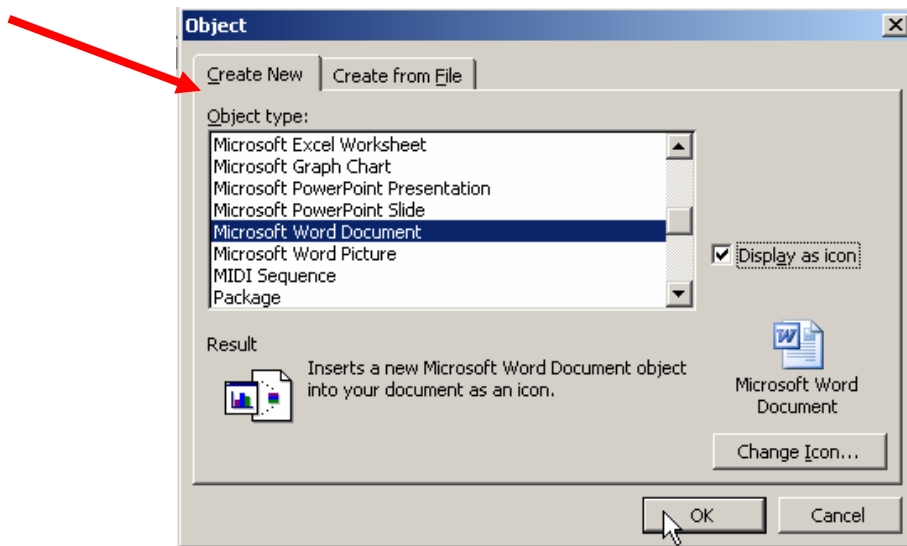 Object
Create New
Create from File
Object type:
Microsoft Excel Worksheet
Microsoft Graph Chart
Microsoft PowerPoint Presentation
Microsoft PowerPoint Slide
Microsoft Word Document
Microsoft Word Picture
MIDI Sequence
Package
Display as icon
Result
Inserts a new Microsoft Word Document object
into your document as an icon.
W
Microsoft Word
Document
Change Icon...
OK
Cancel